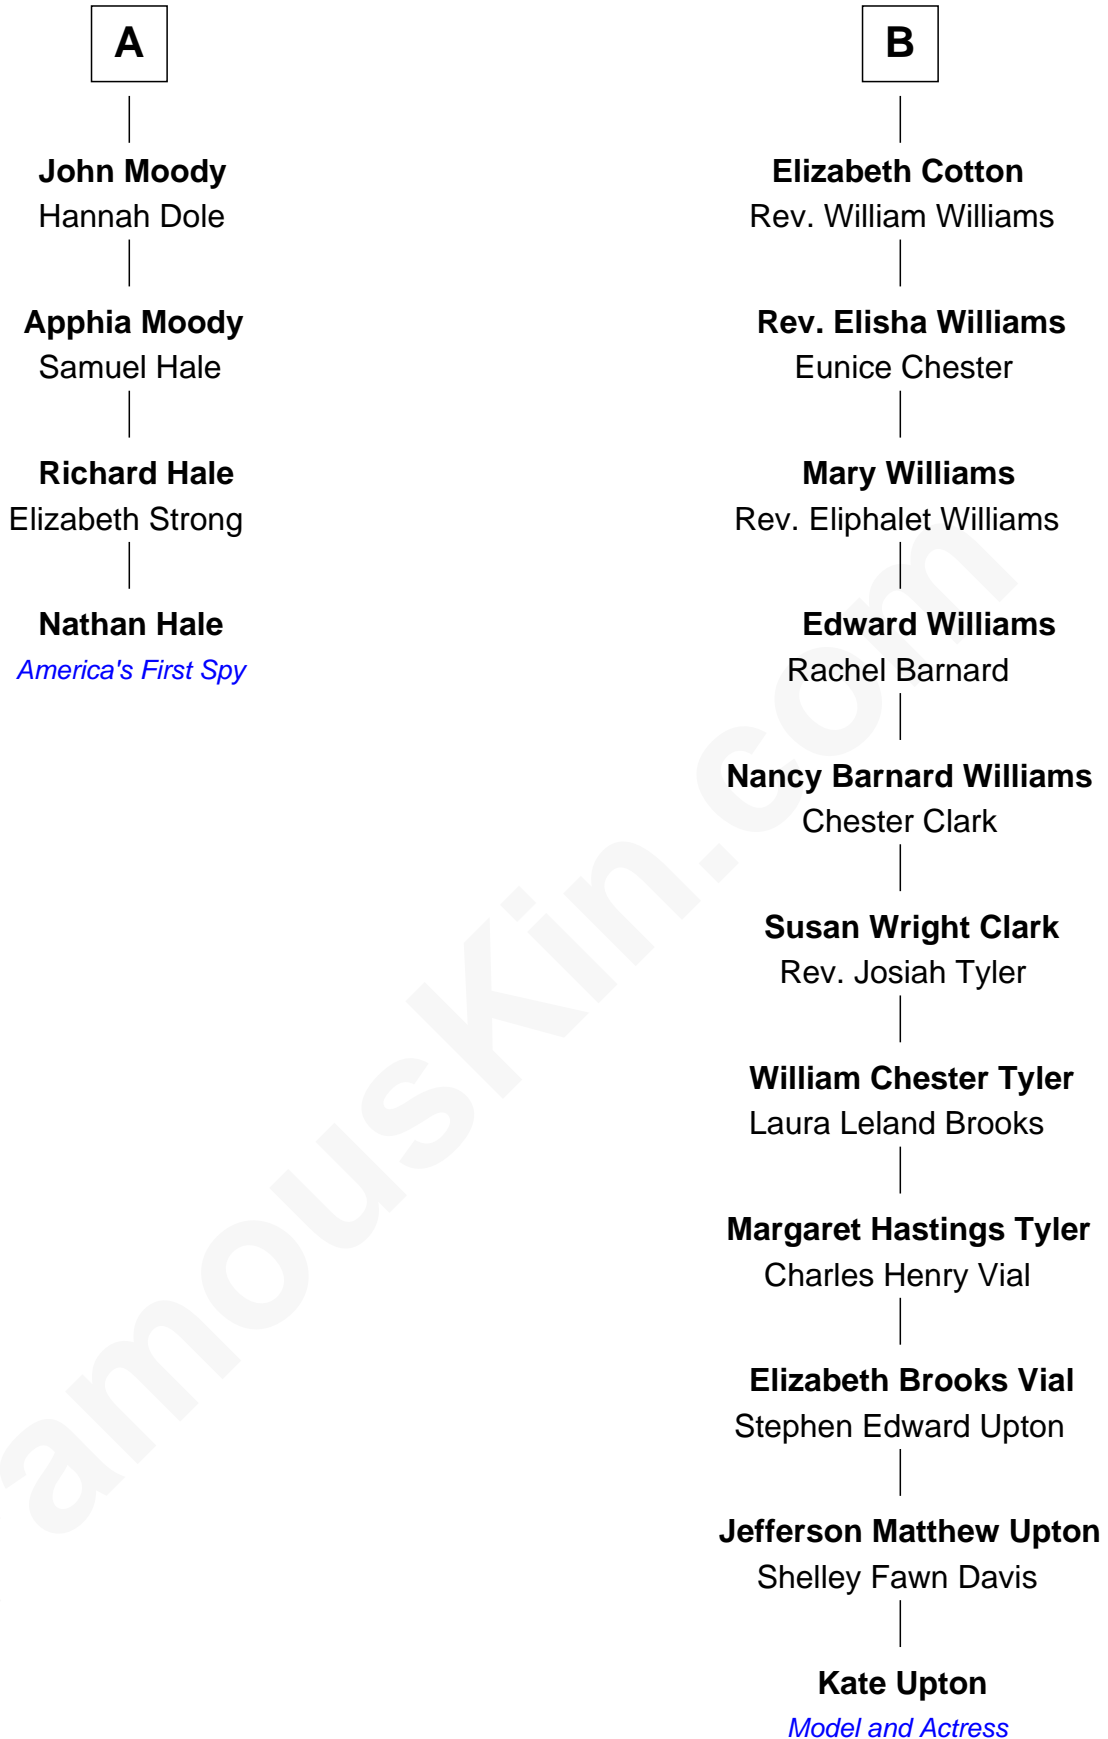 A
John Moody
Hannah Dole
Apphia Moody
Samuel Hale
Richard Hale
Elizabeth Strong
Nathan Hale
America's First Spy
B
Elizabeth Cotton
Rev. William Williams
Rev. Elisha Williams
Eunice Chester
Mary Williams
Rev. Eliphalet Williams
Edward Williams
Rachel Barnard
Nancy Barnard Williams
Chester Clark
Susan Wright Clark
Rev. Josiah Tyler
William Chester Tyler
Laura Leland Brooks
Margaret Hastings Tyler
Charles Henry Vial
Elizabeth Brooks Vial
Stephen Edward Upton
Jefferson Matthew Upton
Shelley Fawn Davis
Kate Upton
Model and Actress
amousKin.com